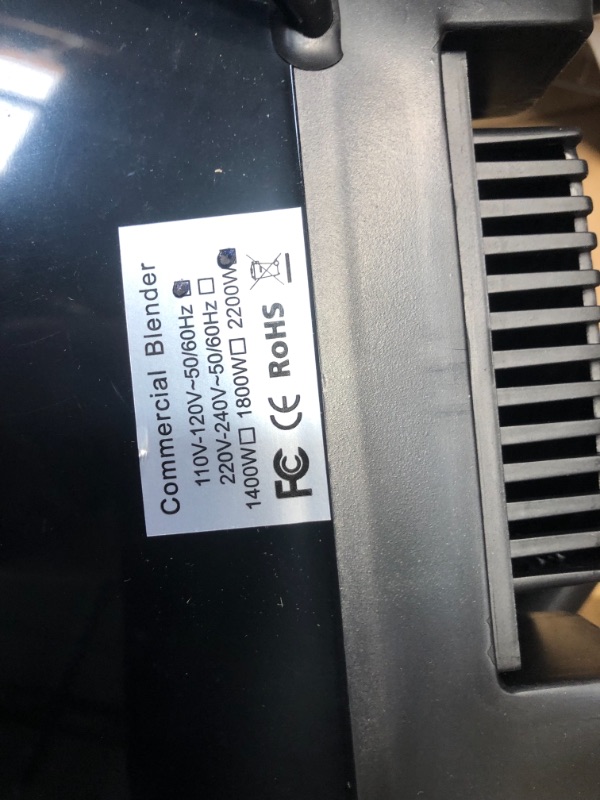 Commercial Blender
110V-120V~50/60Hz ☑
220V-240V~50/60Hz □
1400W□ 1800W□ 2200W☑
FC CE RoHS